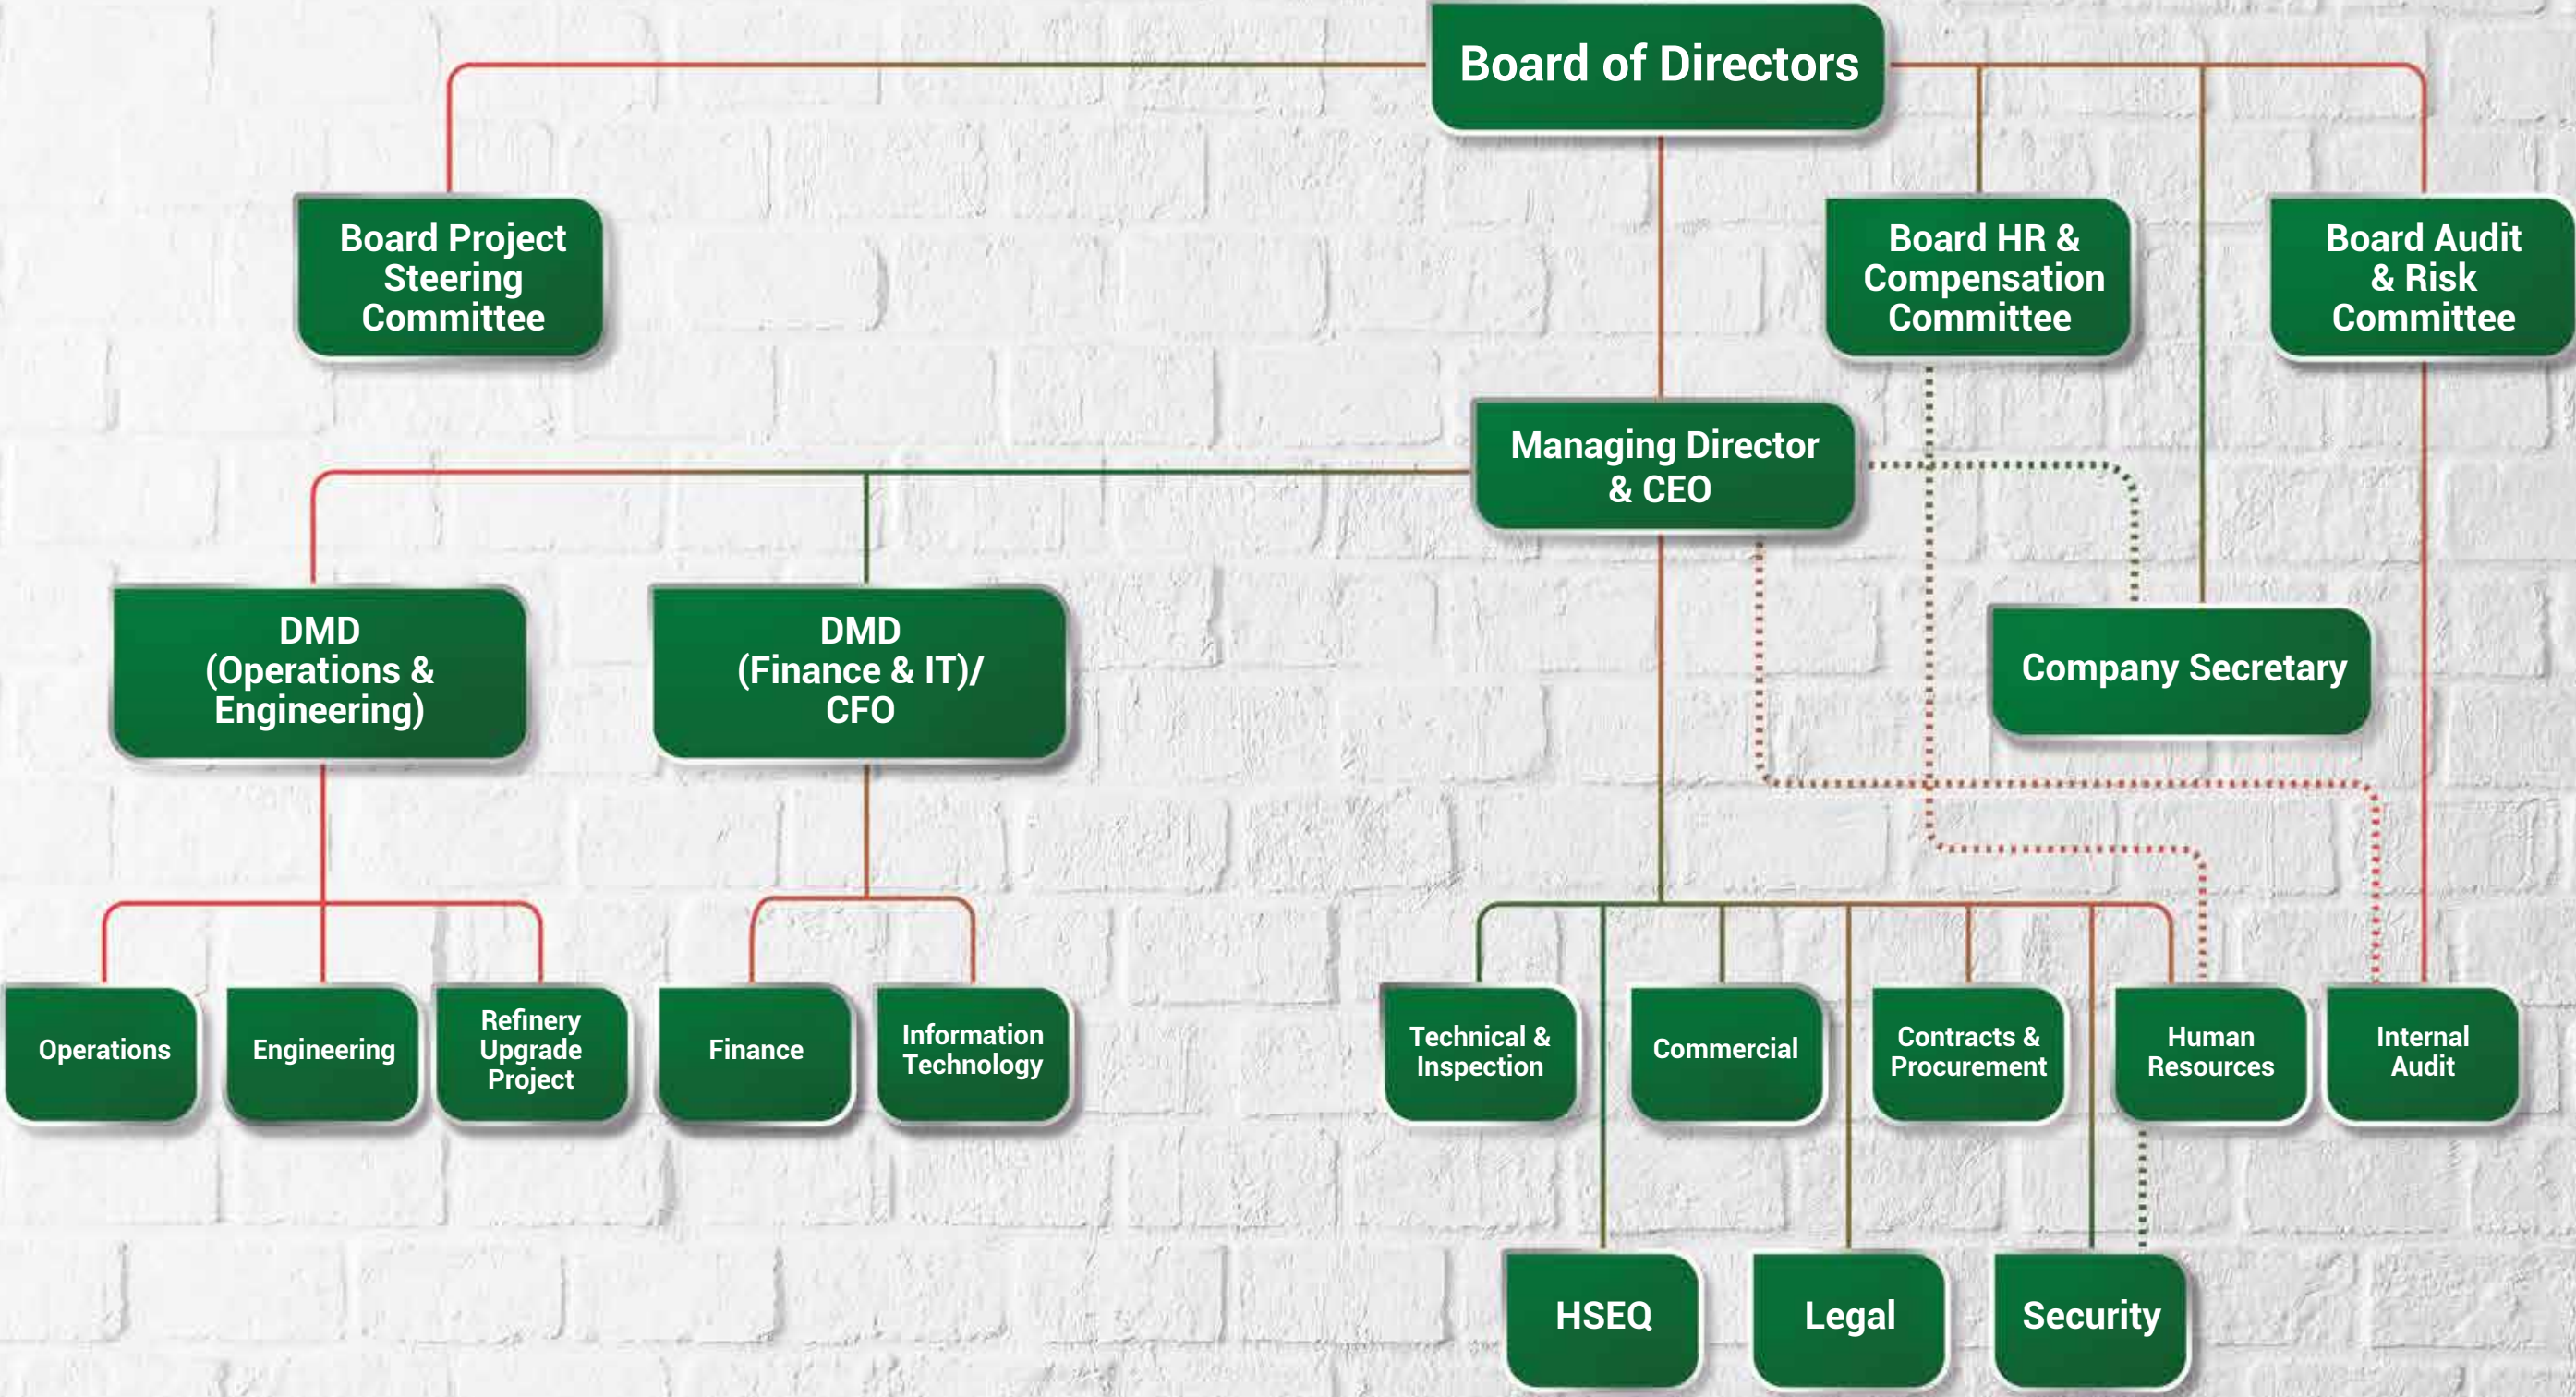 Board of Directors
Board Project
Steering
Committee
Board HR &
Compensation
Committee
Board Audit
& Risk
Committee
Managing Director
& CEO
DMD
(Operations &
Engineering)
DMD
(Finance & IT)/
CFO
Company Secretary
Operations
Engineering
Refinery
Upgrade
Project
Finance
Information
Technology
Technical &
Inspection
Commercial
Contracts &
Procurement
Human
Resources
Internal
Audit
HSEQ
Legal
Security